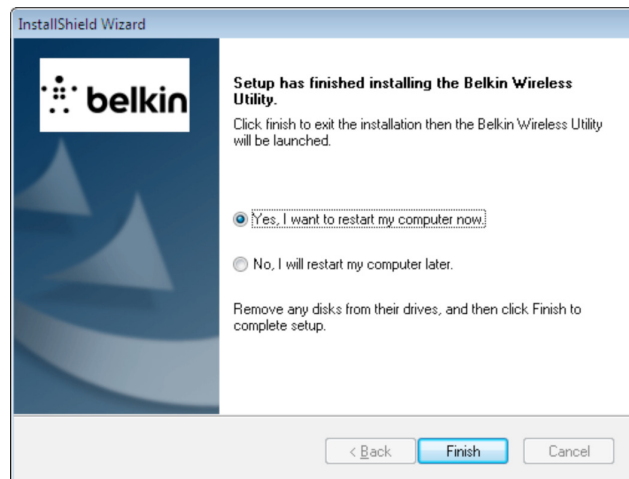 InstallShield Wizard
belkin
Setup has finished installing the Belkin Wireless
Utility.
Click finish to exit the installation then the Belkin Wireless Utility
will be launched.
Yes, I want to restart my computer now.
No, I will restart my computer later.
Remove any disks from their drives, and then click Finish to
complete setup.
< Back
Finish
Cancel